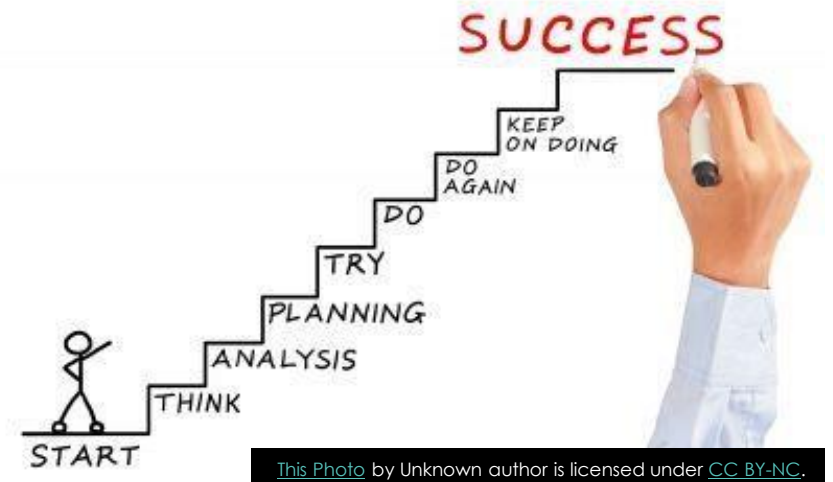 SUCCESS
KEEP
ON DOING
DO
AGAIN
DO
TRY
PLANNING
ANALYSIS
THINK
START
This Photo by Unknown author is licensed under CC BY-NC.